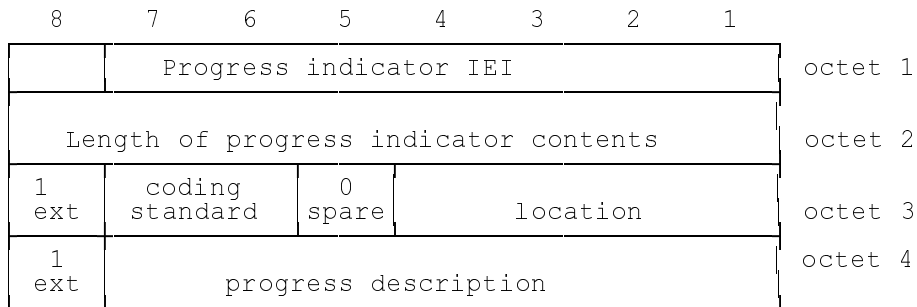 8 7 6 5 4 3 2 1
Progress indicator IEI octet 1
Length of progress indicator contents octet 2
1 coding 0
ext standard spare location octet 3
1 octet 4
ext progress description